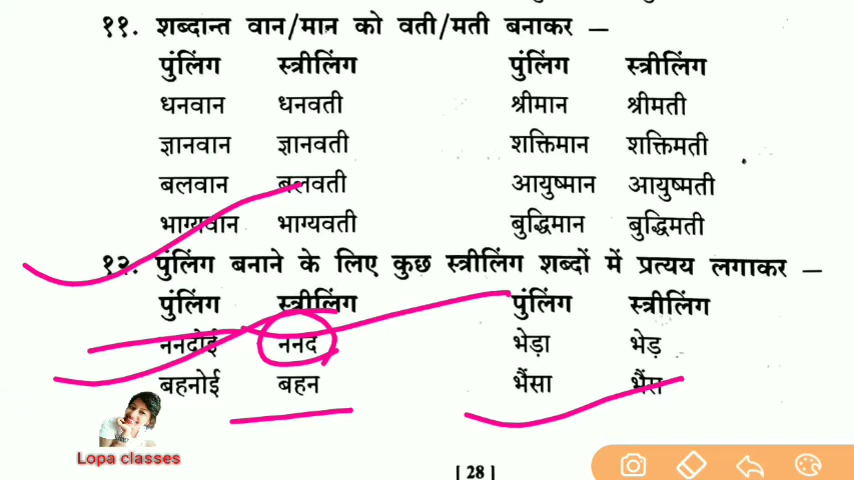 ११. शब्दान्त वान/मान को वती/मती बनाकर —
पुंलिंग स्त्रीलिंग पुंलिंग स्त्रीलिंग
धनवान धनवती श्रीमान श्रीमती
ज्ञानवान ज्ञानवती शक्तिमान शक्तिमती
बलवान बलवती आयुष्मान आयुष्मती
भाग्यवान भाग्यवती बुद्धिमान बुद्धिमती
१२. पुंलिंग बनाने के लिए कुछ स्त्रीलिंग शब्दों में प्रत्यय लगाकर —
पुंलिंग स्त्रीलिंग पुंलिंग स्त्रीलिंग
ननदोई ननद भेड़ा भेड़
बहनोई बहन भैंसा भैंस
Lopa classes
[ 28 ]